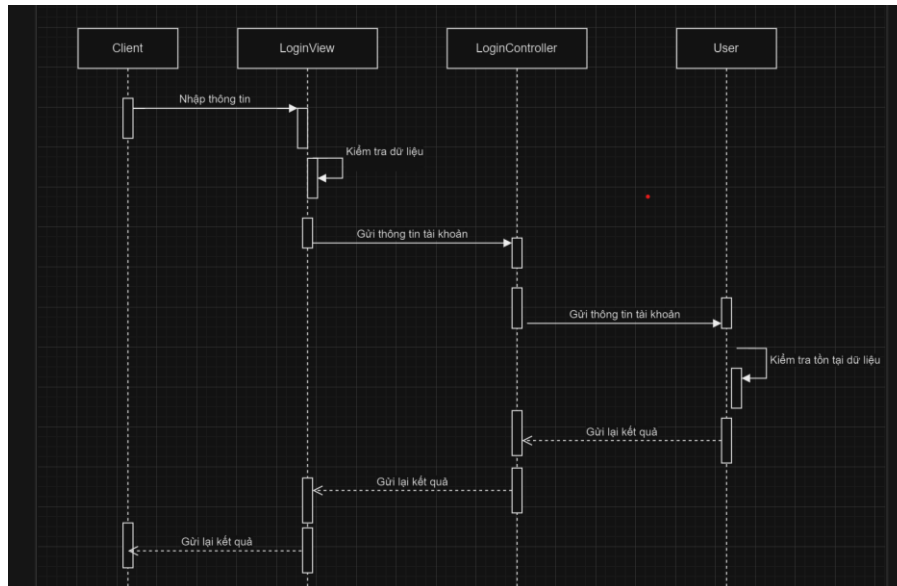 Client
LoginView
LoginController
User
Nhập thông tin
Kiểm tra dữ liệu
Gửi thông tin tài khoản
Gửi thông tin tài khoản
Kiểm tra tồn tại dữ liệu
Gửi lại kết quả
Gửi lại kết quả
Gửi lại kết quả